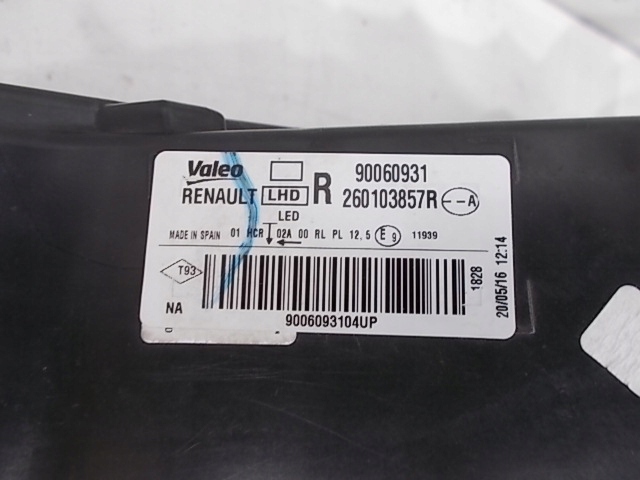 Valeo 90060931
RENAULT LHD R 260103857R --A
LED
MADE IN SPAIN 01 HCR 02A 00 RL PL 12,5 E9 11939
T93
NA
9006093104UP
1828
20/05/16 12:14